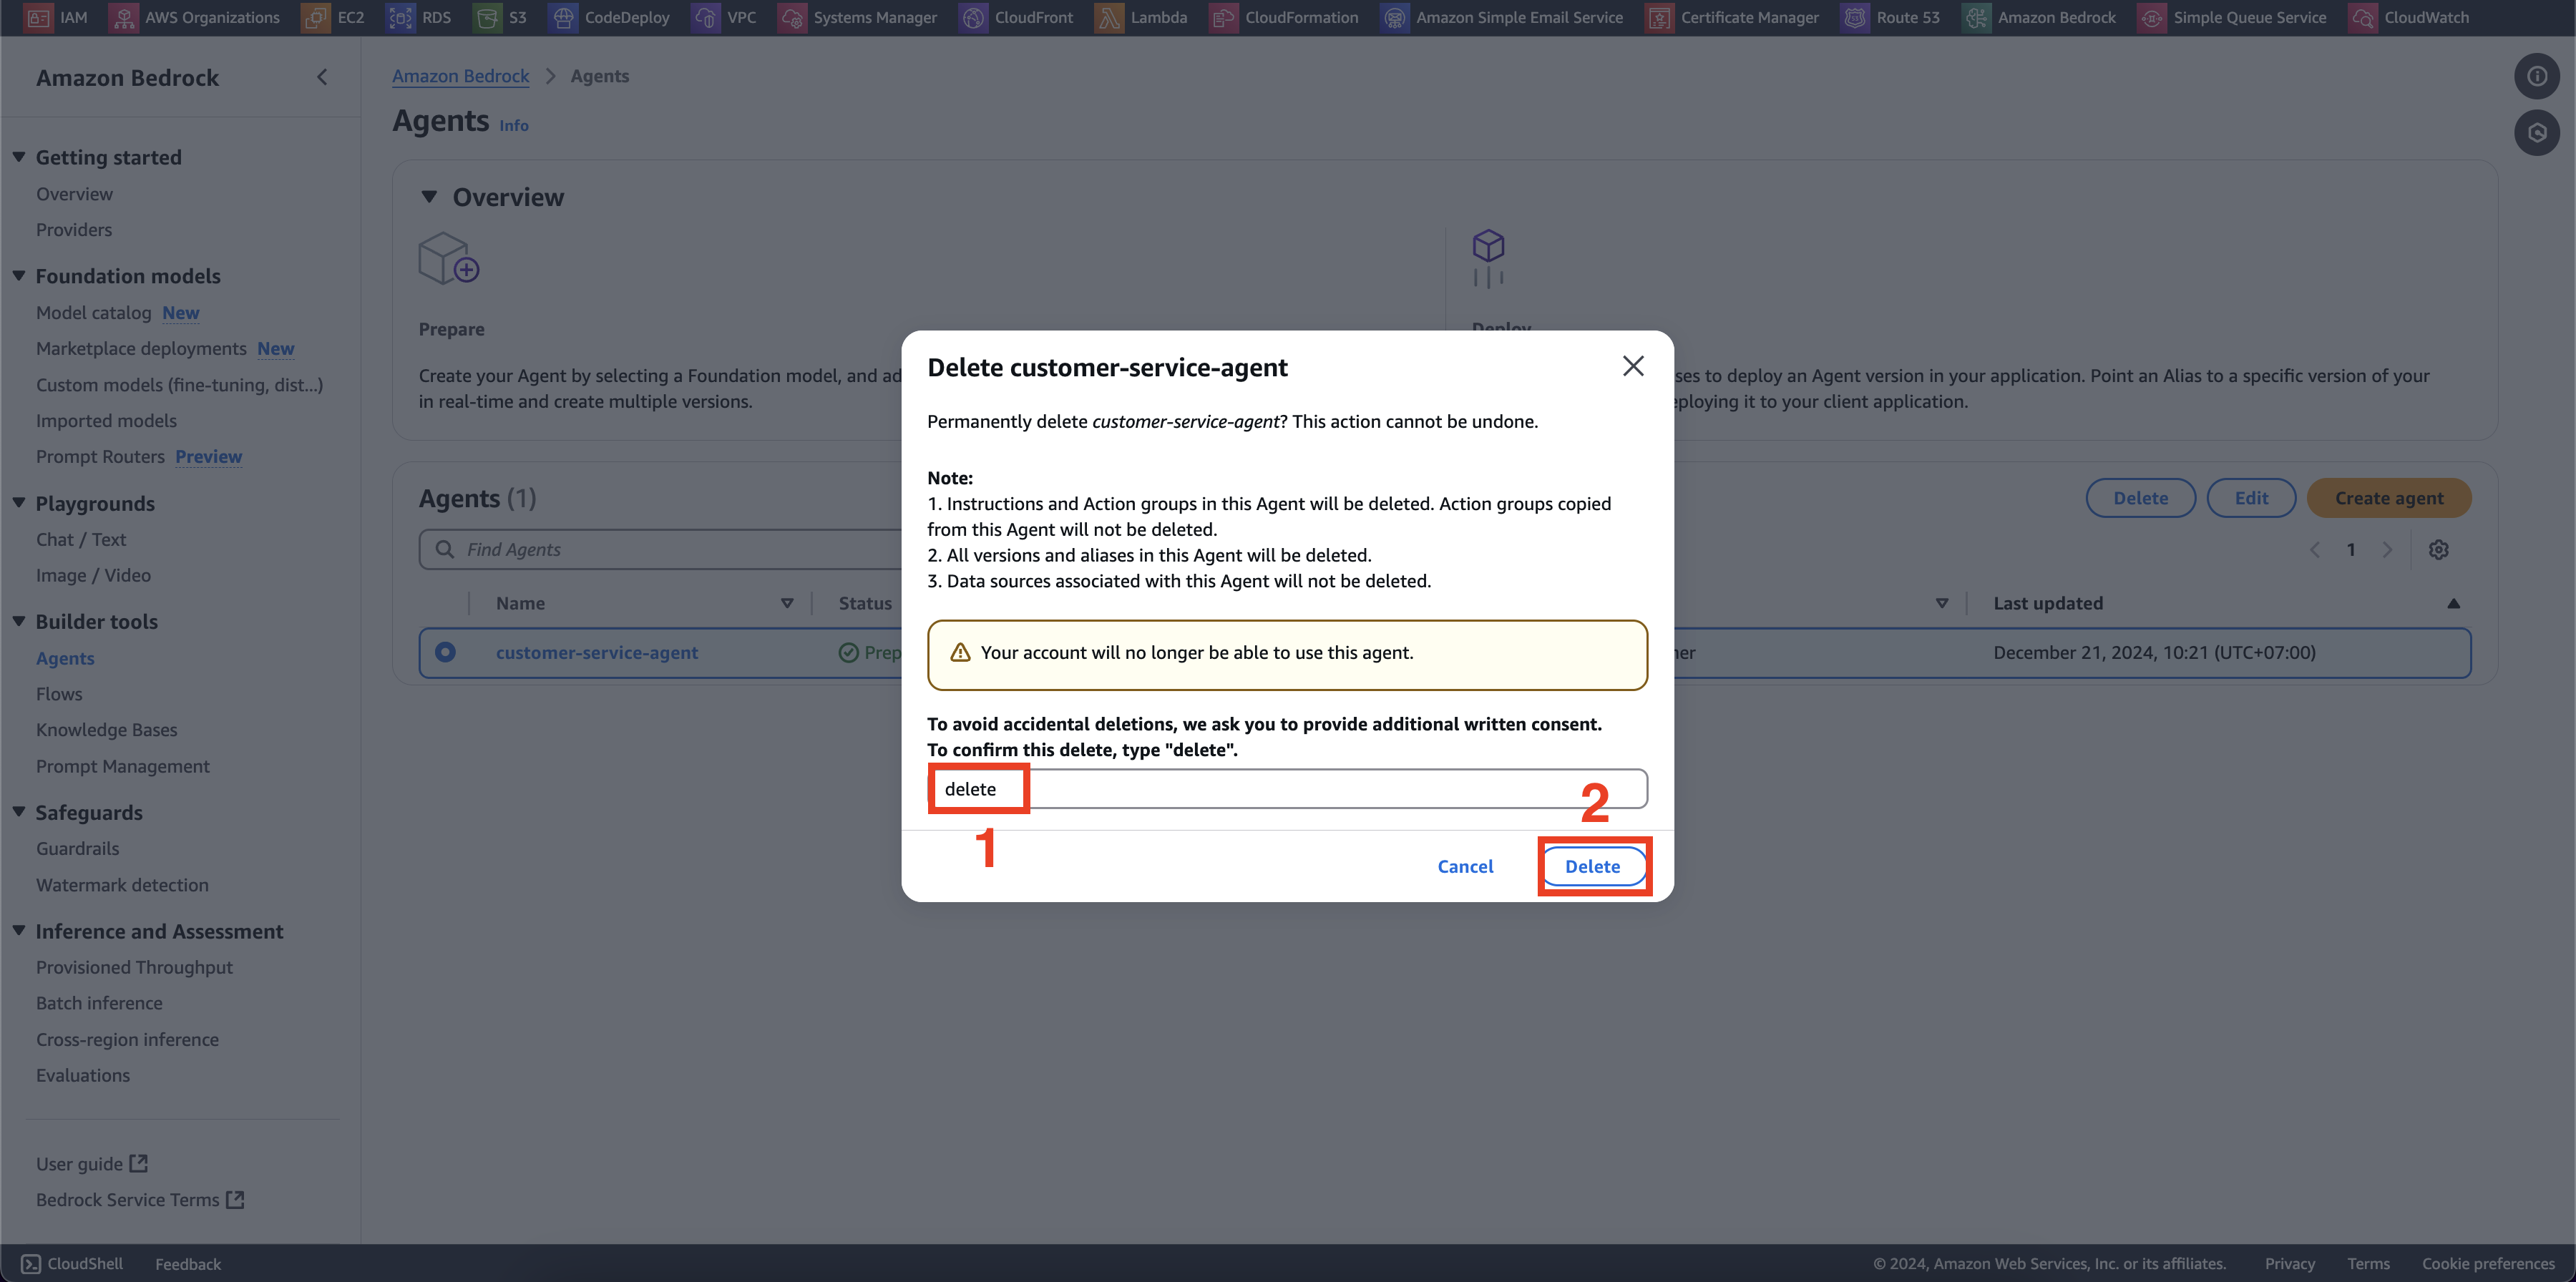 IAM AWS Organizations EC2 RDS S3 CodeDeploy VPC Systems Manager CloudFront Lambda CloudFormation Amazon Simple Email Service Certificate Manager Route 53 Amazon Bedrock Simple Queue Service CloudWatch
Amazon Bedrock
Getting started
Overview
Providers
Foundation models
Model catalog New
Marketplace deployments New
Custom models (fine-tuning, dist...)
Imported models
Prompt Routers Preview
Playgrounds
Chat / Text
Image / Video
Builder tools
Agents
Flows
Knowledge Bases
Prompt Management
Safeguards
Guardrails
Watermark detection
Inference and Assessment
Provisioned Throughput
Batch inference
Cross-region inference
Evaluations
User guide
Bedrock Service Terms
Amazon Bedrock > Agents
Agents Info
Overview
Prepare
Create your Agent by selecting a Foundation model, and
in real-time and create multiple versions.
Deploy
to deploy an Agent version in your application. Point an Alias to a specific version of your
it to your client application.
Agents (1)
Delete Edit Create agent
Find Agents
1
Name Status Last updated
customer-service-agent December 21, 2024, 10:21 (UTC+07:00)
Delete customer-service-agent
Permanently delete customer-service-agent? This action cannot be undone.
Note:
1. Instructions and Action groups in this Agent will be deleted. Action groups copied
from this Agent will not be deleted.
2. All versions and aliases in this Agent will be deleted.
3. Data sources associated with this Agent will not be deleted.
Your account will no longer be able to use this agent.
To avoid accidental deletions, we ask you to provide additional written consent.
To confirm this delete, type "delete".
delete
1
2
Cancel Delete
CloudShell Feedback © 2024, Amazon Web Services, Inc. or its affiliates. Privacy Terms Cookie preferences